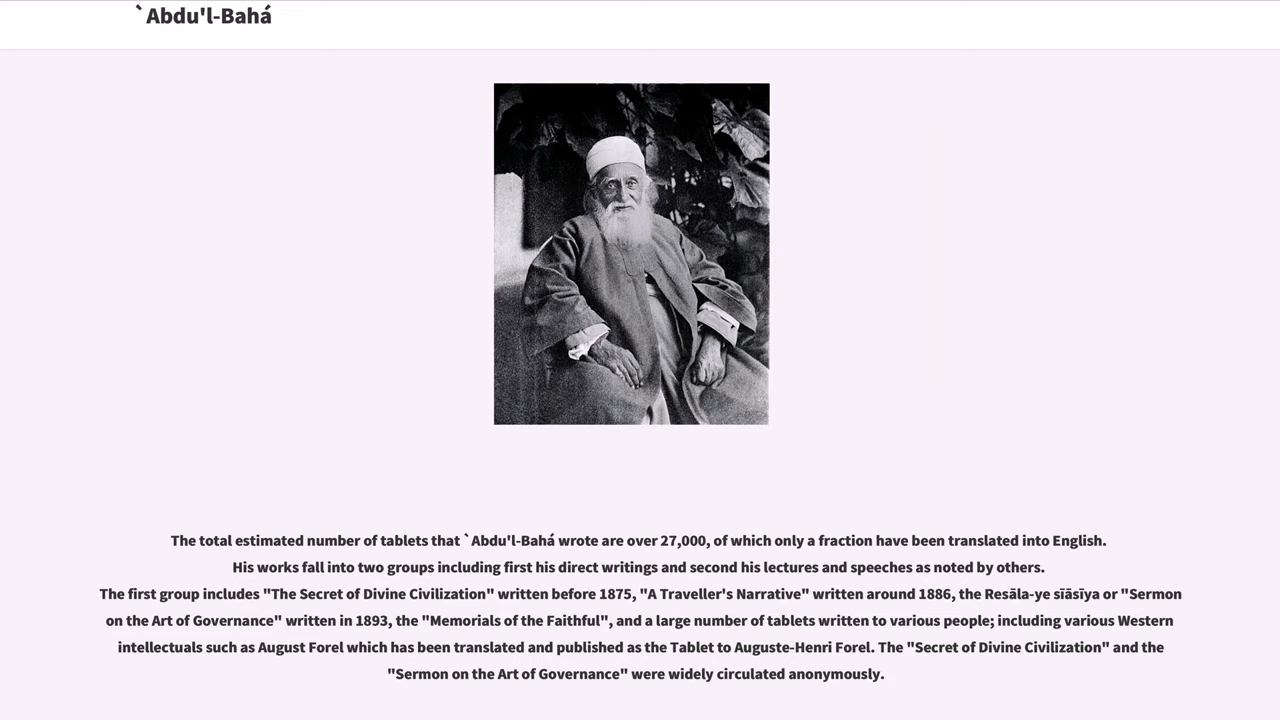 `Abdu'l-Bahá
The total estimated number of tablets that `Abdu'l-Bahá wrote are over 27,000, of which only a fraction have been translated into English.
His works fall into two groups including first his direct writings and second his lectures and speeches as noted by others.
The first group includes "The Secret of Divine Civilization" written before 1875, "A Traveller's Narrative" written around 1886, the Resāla-ye sīāsīya or "Sermon
on the Art of Governance" written in 1893, the "Memorials of the Faithful", and a large number of tablets written to various people; including various Western
intellectuals such as August Forel which has been translated and published as the Tablet to Auguste-Henri Forel. The "Secret of Divine Civilization" and the
"Sermon on the Art of Governance" were widely circulated anonymously.